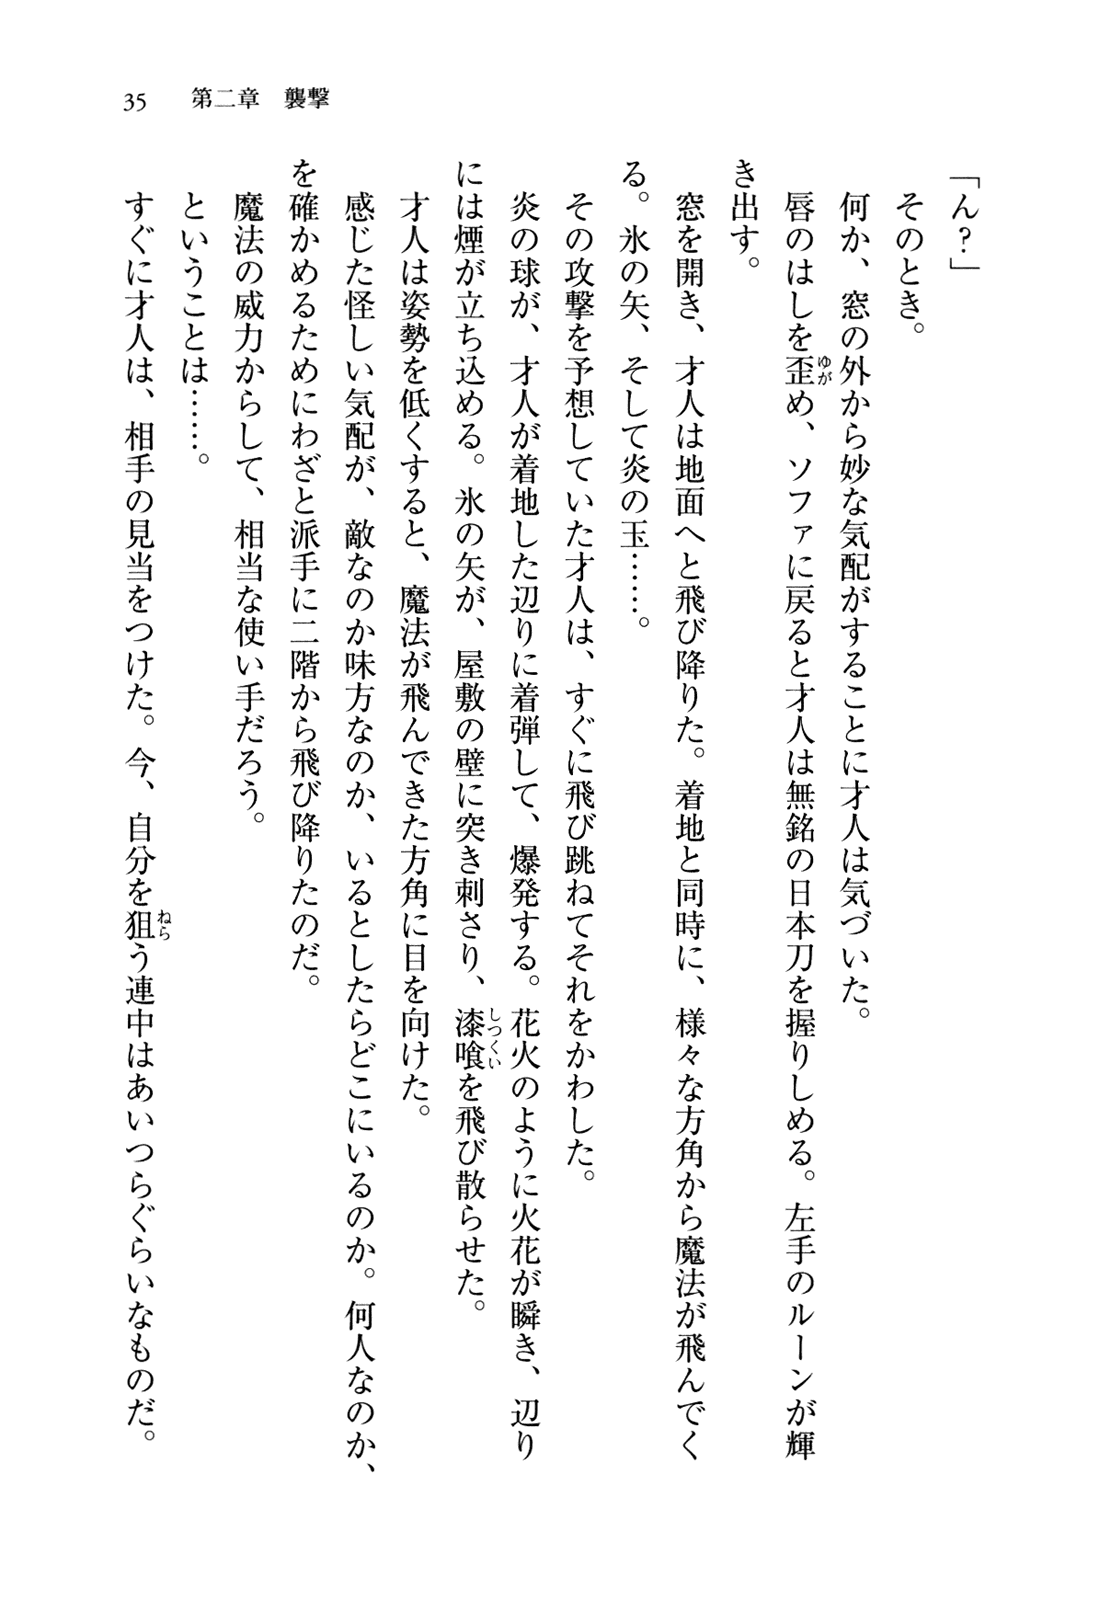 35 第二章 襲撃
「ん？」
そのとき。
何か、窓の外から妙な気配がすることに才人は気づいた。
唇のはしを歪め、ソファに戻ると才人は無銘の日本刀を握りしめる。左手のルーンが輝
き出す。
窓を開き、才人は地面へと飛び降りた。着地と同時に、様々な方角から魔法が飛んでく
る。氷の矢、そして炎の玉……。
その攻撃を予想していた才人は、すぐに飛び跳ねてそれをかわした。
炎の球が、才人が着地した辺りに着弾して、爆発する。花火のように火花が瞬き、辺り
には煙が立ち込める。氷の矢が、屋敷の壁に突き刺さり、漆喰を飛び散らせた。
才人は姿勢を低くすると、魔法が飛んできた方角に目を向けた。
感じた怪しい気配が、敵なのか味方なのか、いるとしたらどこにいるのか。何人なのか、
を確かめるためにわざと派手に二階から飛び降りたのだ。
魔法の威力からして、相当な使い手だろう。
ということは……。
すぐに才人は、相手の見当をつけた。今、自分を狙う連中はあいつらぐらいなものだ。
ゆが
しっくい
ねら